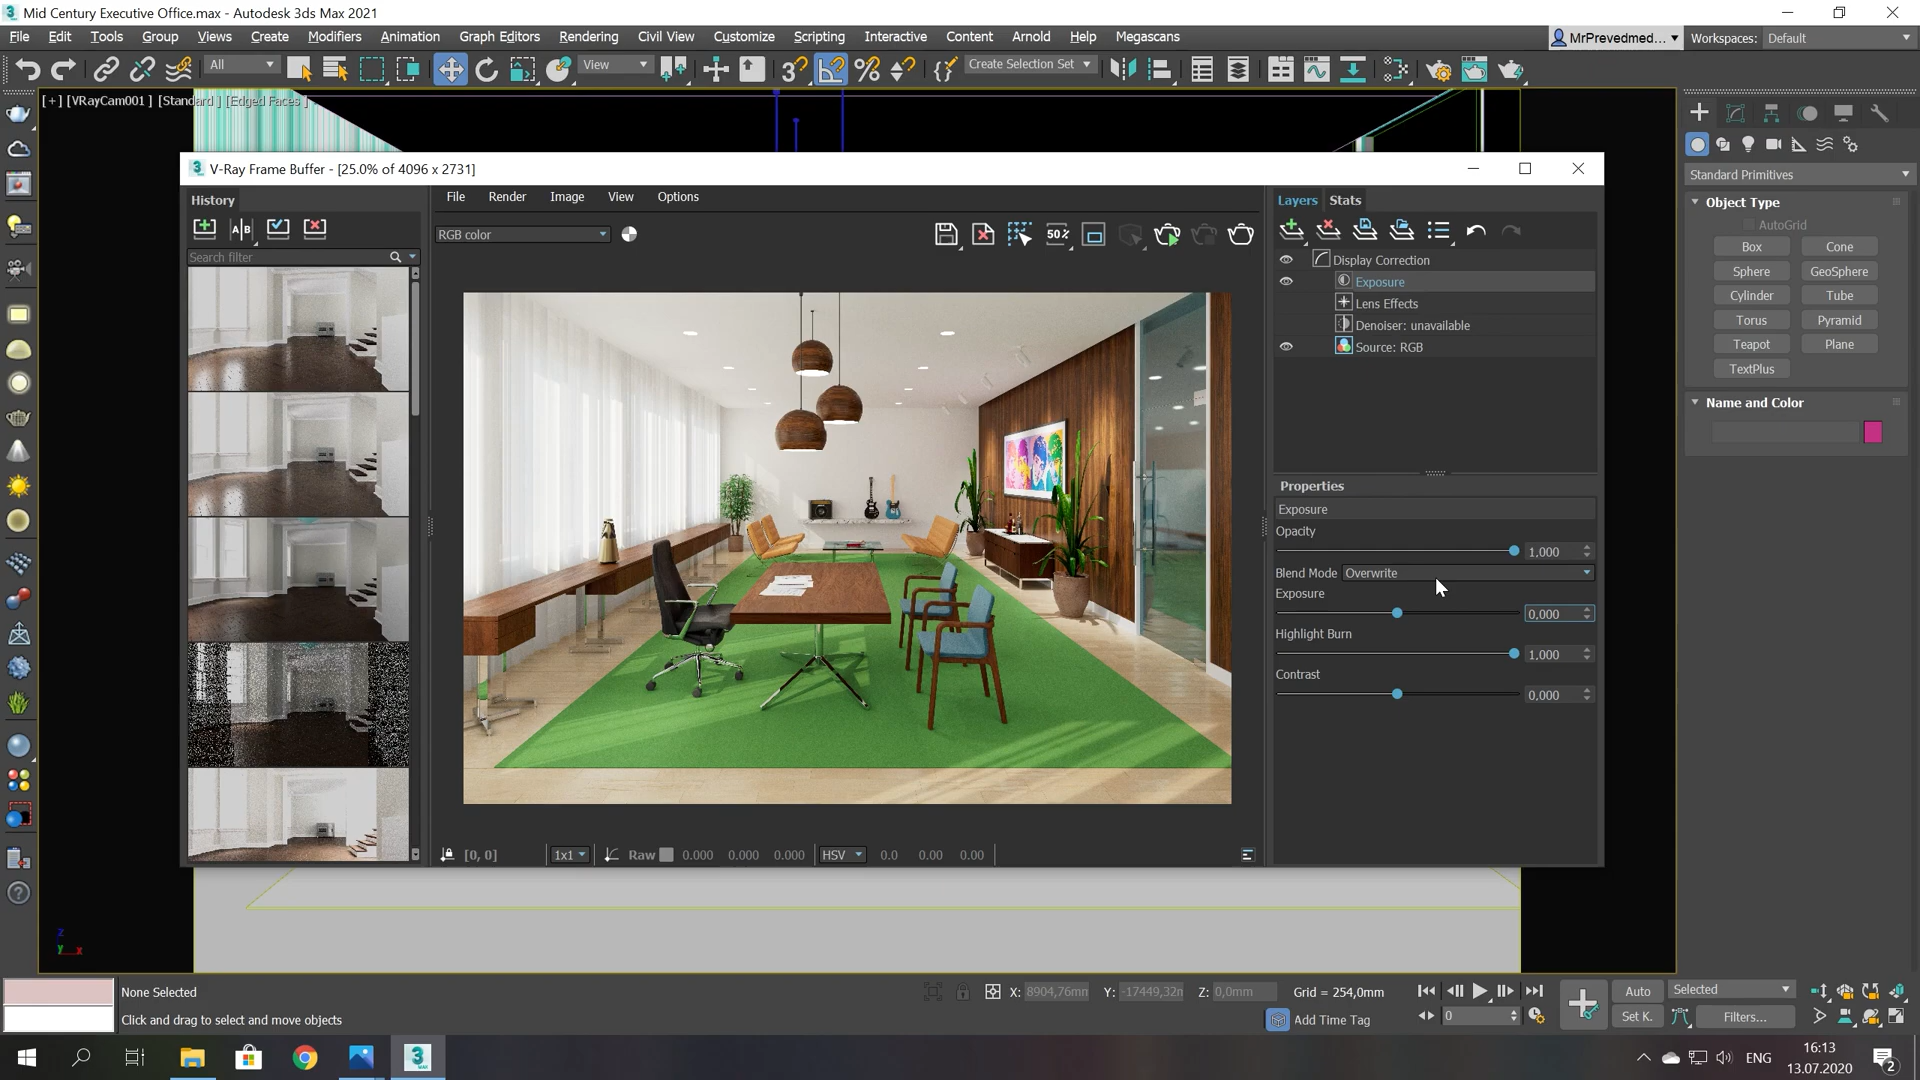 Mid Century Executive Office.max - Autodesk 3ds Max 2021
File Edit Tools Group Views Create Modifiers Animation Graph Editors Rendering Civil View Customize Scripting Interactive Content Arnold Help Megascans
MrPrevedmed... Workspaces: Default
All View Create Selection Set
[+] [VRayCam001] [Standard] [Edged Faces]
V-Ray Frame Buffer - [25.0% of 4096 x 2731]
History
File Render Image View Options
Layers Stats
A|B
RGB color
50%
Search filter
Display Correction
Exposure
Lens Effects
Denoiser: unavailable
Source: RGB
Properties
Exposure
Opacity
1,000
Blend Mode Overwrite
Exposure
0,000
Highlight Burn
1,000
Contrast
0,000
[0, 0] 1x1 Raw 0.000 0.000 0.000 HSV 0.0 0.00 0.00
Standard Primitives
Object Type
AutoGrid
Box Cone
Sphere GeoSphere
Cylinder Tube
Torus Pyramid
Teapot Plane
TextPlus
Name and Color
z
y x
None Selected
Click and drag to select and move objects
X: 8904,76mm Y: -17449,32n Z: 0,0mm Grid = 254,0mm
Add Time Tag
0
Auto Selected
Set K. Filters...
ENG
16:13
13.07.2020
2